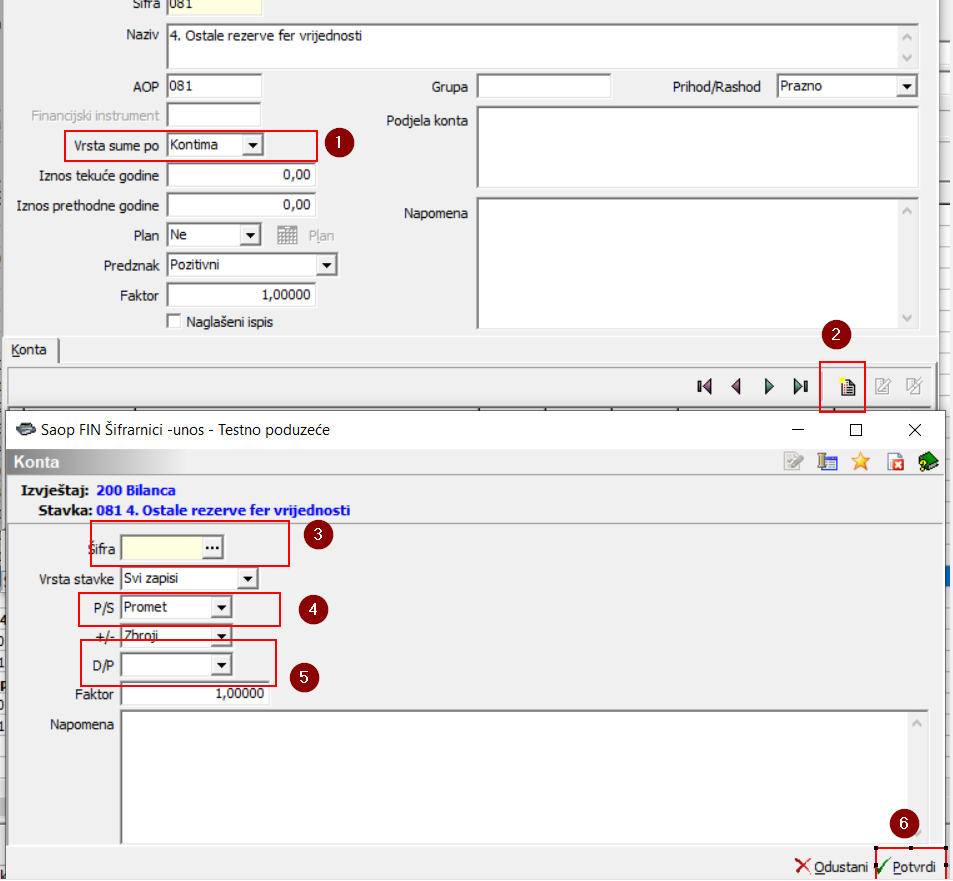 Šifra 081
Naziv 4. Ostale rezerve fer vrijednosti
AOP 081 Grupa Prihod/Rashod Prazno
Financijski instrument Podjela konta
Vrsta sume po Kontima 1
Iznos tekuće godine 0,00
Iznos prethodne godine 0,00 Napomena
Plan Ne Plan
Predznak Pozitivni
Faktor 1,00000
Naglašeni ispis
2
Konta
Saop FIN Šifrarnici -unos - Testno poduzeće
Konta
Izvještaj: 200 Bilanca
Stavka: 081 4. Ostale rezerve fer vrijednosti
Šifra ... 3
Vrsta stavke Svi zapisi
P/S Promet 4
+/- Zbroji
D/P 5
Faktor 1,00000
Napomena
6
Odustani Potvrdi